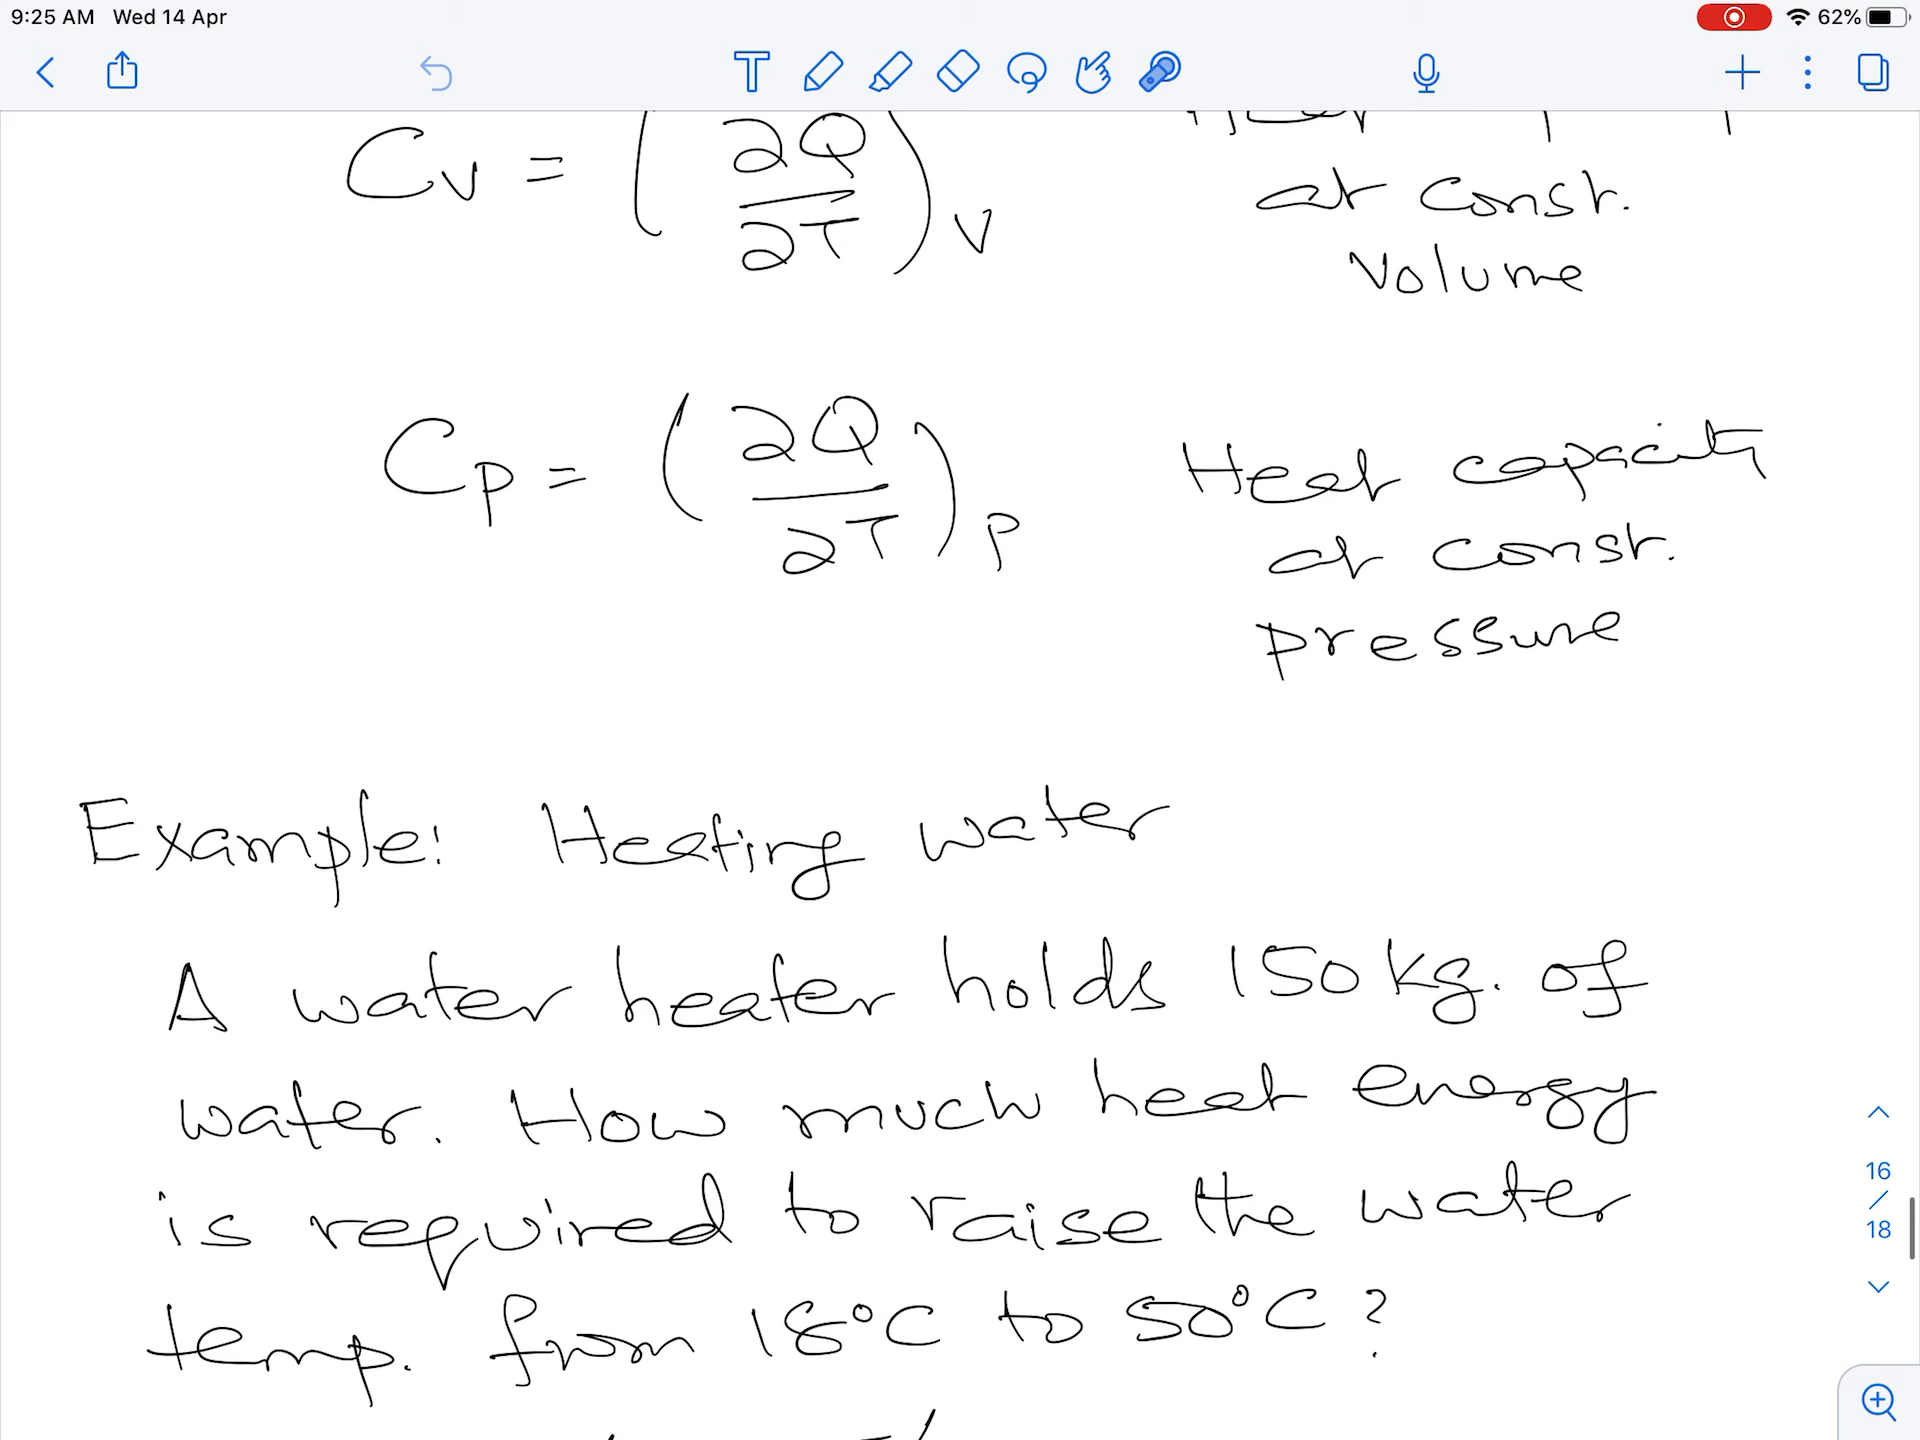 9:25 AM Wed 14 Apr 62%
T
Cv = (∂Q/∂T)v
at const.
volume
Cp = (∂Q/∂T)p Heat capacity
at const.
pressure
Example: Heating water
A water heater holds 150 kg. of
water. How much heat energy
is required to raise the water
temp. from 18°C to 50°C?
16
/
18